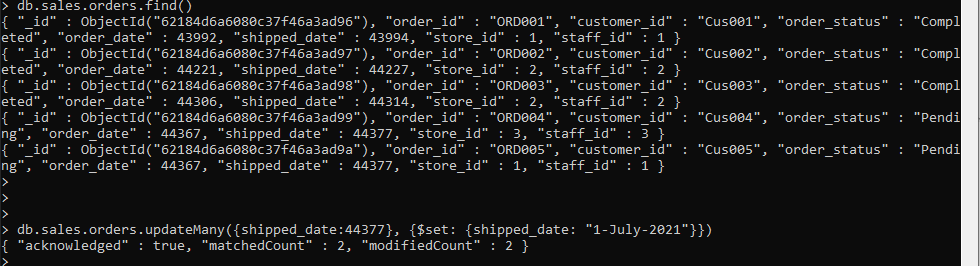 > db.sales.orders.find()
{ "_id" : ObjectId("62184d6a6080c37f46a3ad96"), "order_id" : "ORD001", "customer_id" : "Cus001", "order_status" : "Compl
eted", "order_date" : 43992, "shipped_date" : 43994, "store_id" : 1, "staff_id" : 1 }
{ "_id" : ObjectId("62184d6a6080c37f46a3ad97"), "order_id" : "ORD002", "customer_id" : "Cus002", "order_status" : "Compl
eted", "order_date" : 44221, "shipped_date" : 44227, "store_id" : 2, "staff_id" : 2 }
{ "_id" : ObjectId("62184d6a6080c37f46a3ad98"), "order_id" : "ORD003", "customer_id" : "Cus003", "order_status" : "Compl
eted", "order_date" : 44306, "shipped_date" : 44314, "store_id" : 2, "staff_id" : 2 }
{ "_id" : ObjectId("62184d6a6080c37f46a3ad99"), "order_id" : "ORD004", "customer_id" : "Cus004", "order_status" : "Pendi
ng", "order_date" : 44367, "shipped_date" : 44377, "store_id" : 3, "staff_id" : 3 }
{ "_id" : ObjectId("62184d6a6080c37f46a3ad9a"), "order_id" : "ORD005", "customer_id" : "Cus005", "order_status" : "Pendi
ng", "order_date" : 44367, "shipped_date" : 44377, "store_id" : 1, "staff_id" : 1 }
>
>
>
> db.sales.orders.updateMany({shipped_date:44377}, {$set: {shipped_date: "1-July-2021"}})
{ "acknowledged" : true, "matchedCount" : 2, "modifiedCount" : 2 }
>